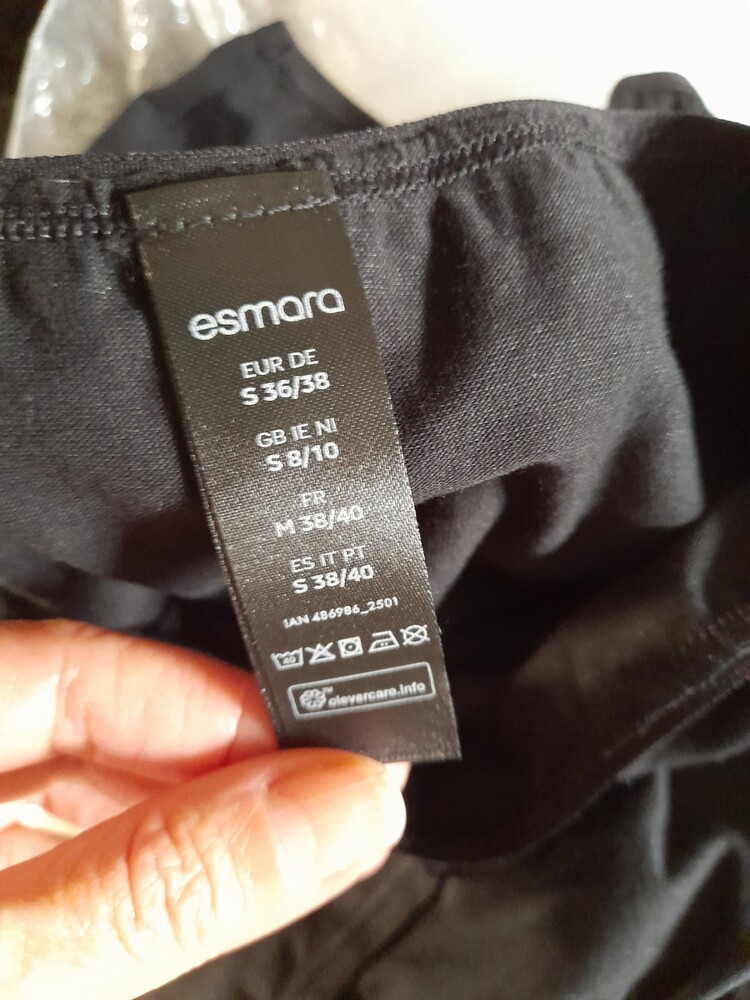 esmara
EUR DE
S 36/38
GB IE NI
S 8/10
FR
M 38/40
ES IT PT
S 38/40
IAN 486986_2501
40
clevercare.info